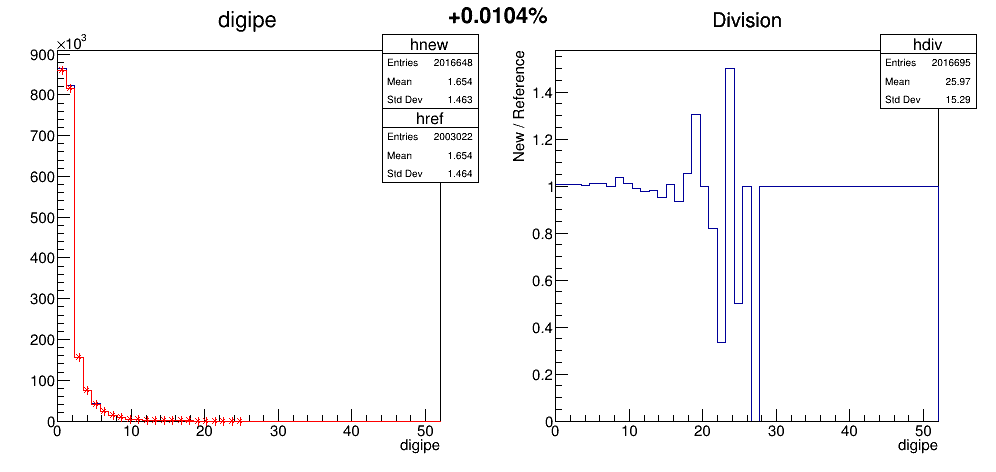 +0.0104%
digipe
×10³
hnew
Entries 2016648
Mean 1.654
Std Dev 1.463
href
Entries 2003022
Mean 1.654
Std Dev 1.464
900
800
700
600
500
400
300
200
100
0
0 10 20 30 40 50
digipe
Division
hdiv
Entries 2016695
Mean 25.97
Std Dev 15.29
New / Reference
1.4
1.2
1
0.8
0.6
0.4
0.2
0
0 10 20 30 40 50
digipe